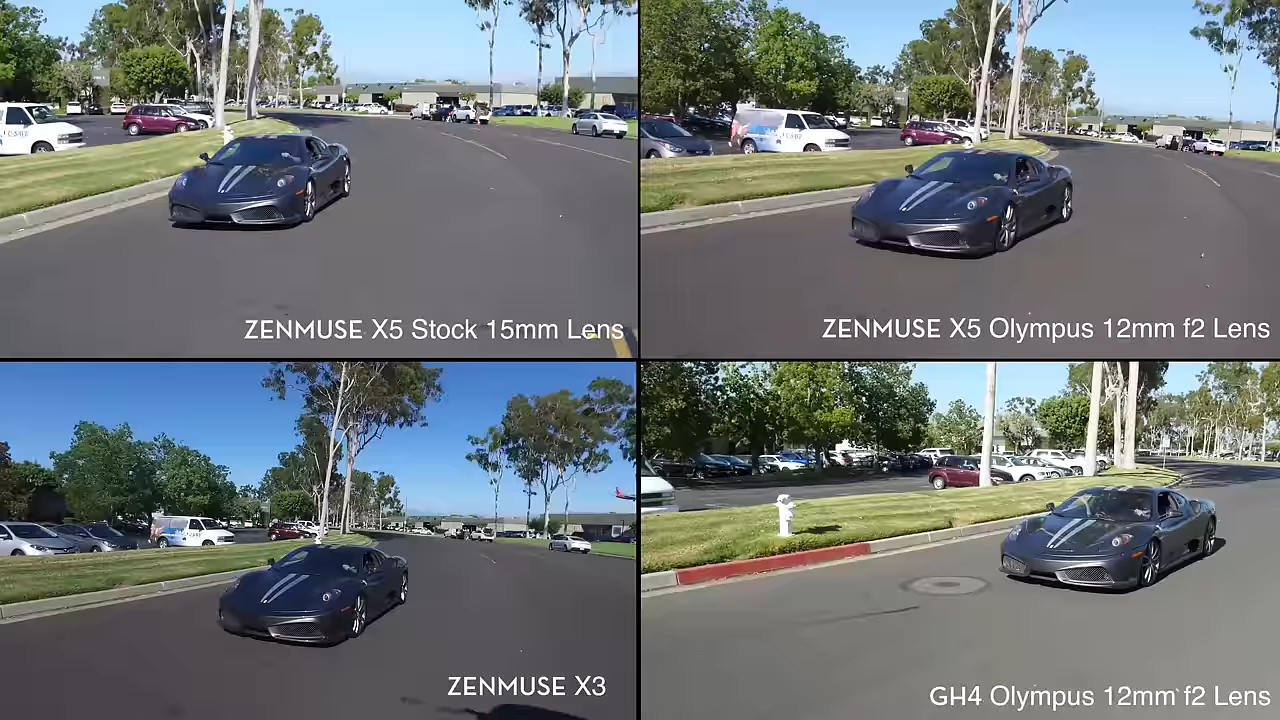 ZENMUSE X5 Stock 15mm Lens
ZENMUSE X5 Olympus 12mm f2 Lens
ZENMUSE X3
GH4 Olympus 12mm f2 Lens